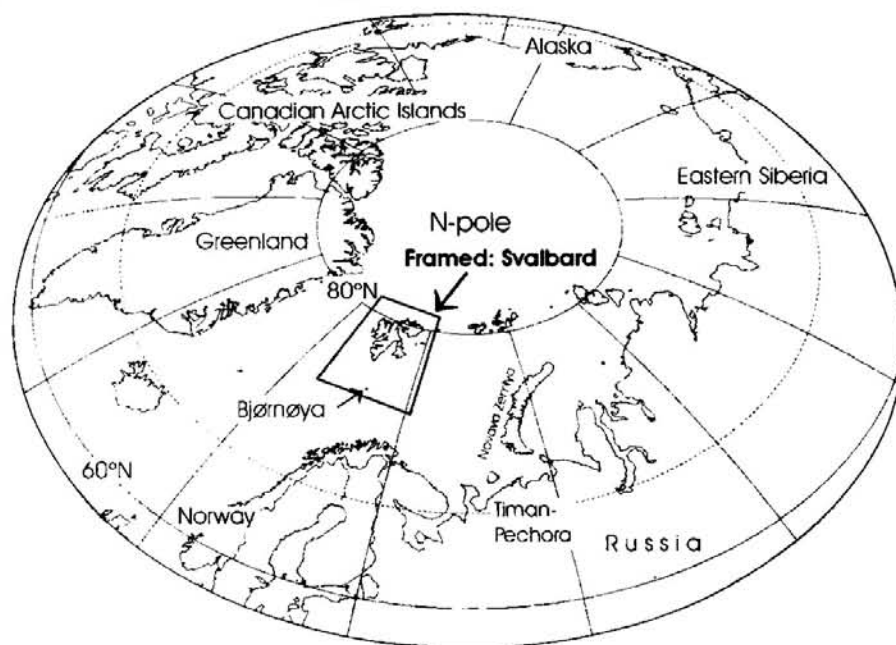 Alaska
Canadian Arctic Islands
Eastern Siberia
N-pole
Greenland
Framed: Svalbard
80°N
Bjørnøya
Novaya Zemlya
60°N
Norway
Timan-
Pechora
Russia